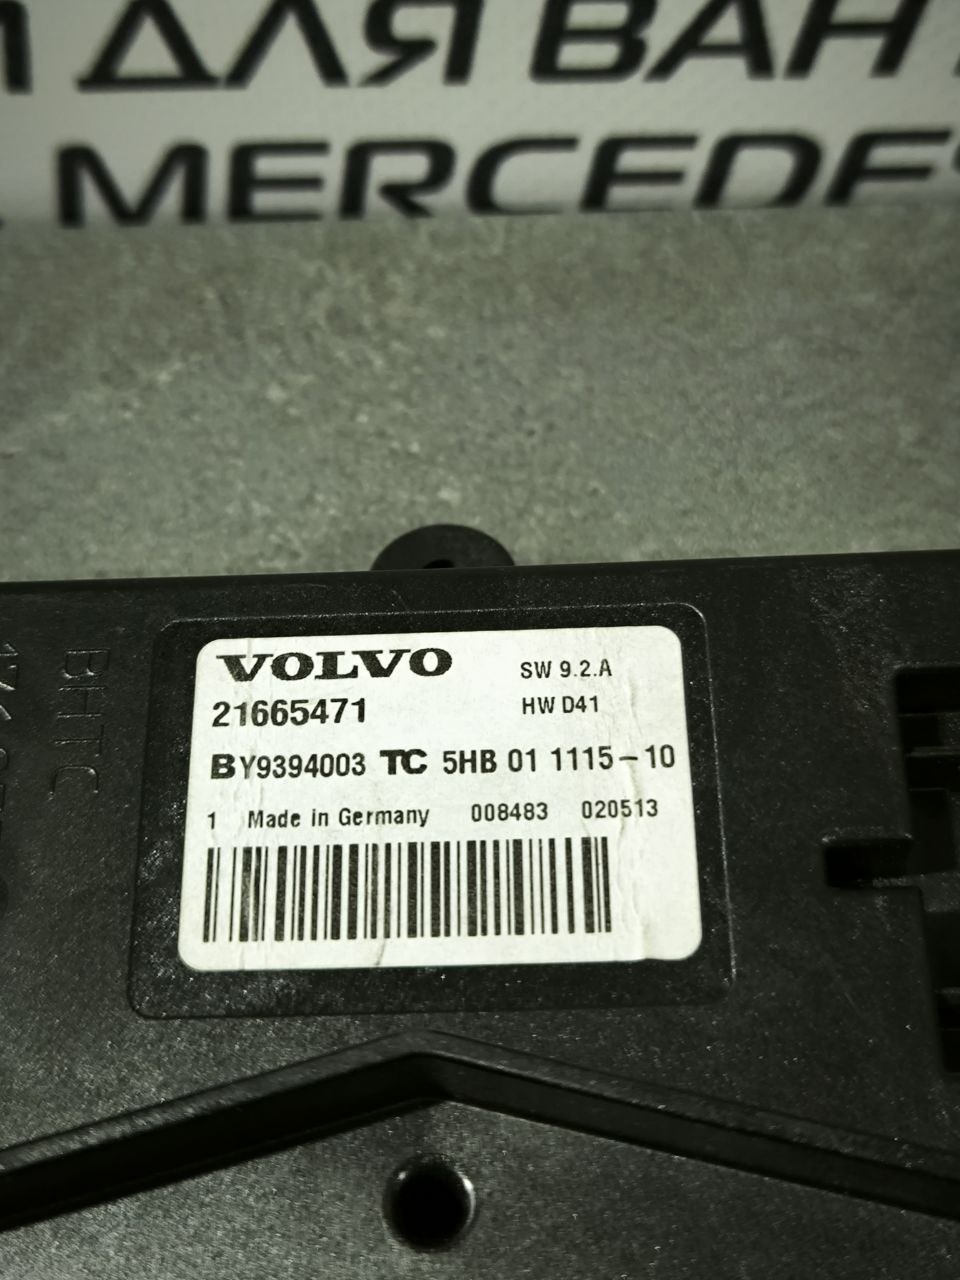 ДЛЯ ВАН
MERCEDES
VOLVO SW 9.2.A
21665471 HW D41
BY9394003 TC 5HB 01 1115-10
1 Made in Germany 008483 020513
BHTC